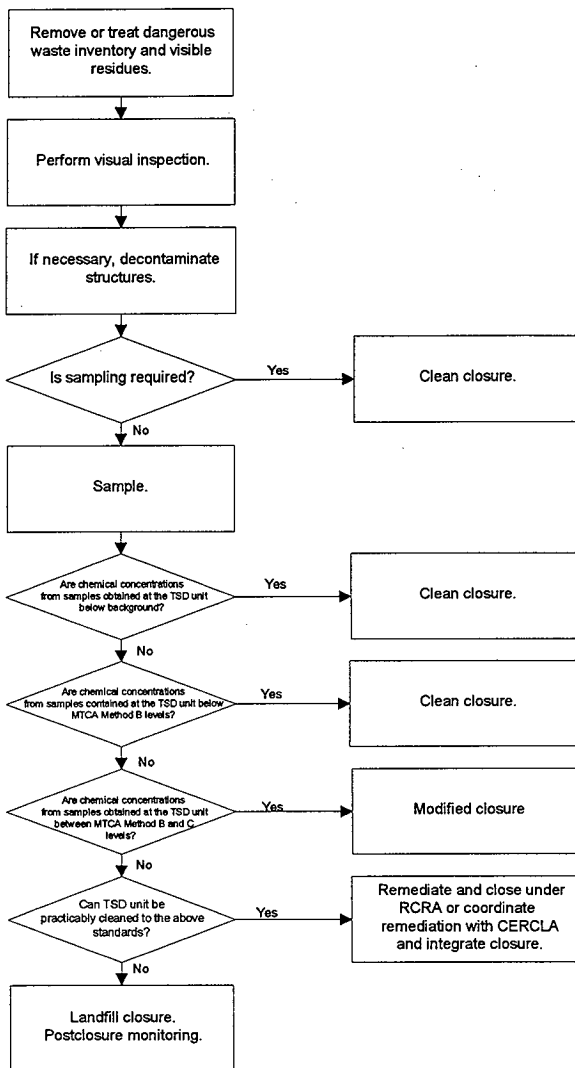 Remove or treat dangerous
waste inventory and visible
residues.
Perform visual inspection.
If necessary, decontaminate
structures.
Is sampling required?
Yes
Clean closure.
No
Sample.
Are chemical concentrations
from samples obtained at the TSD unit
below background?
Yes
Clean closure.
No
Are chemical concentrations
from samples contained at the TSD unit below
MTCA Method B levels?
Yes
Clean closure.
No
Are chemical concentrations
from samples obtained at the TSD unit
between MTCA Method B and C
levels?
Yes
Modified closure
No
Can TSD unit be
practicably cleaned to the above
standards?
Yes
Remediate and close under
RCRA or coordinate
remediation with CERCLA
and integrate closure.
No
Landfill closure.
Postclosure monitoring.